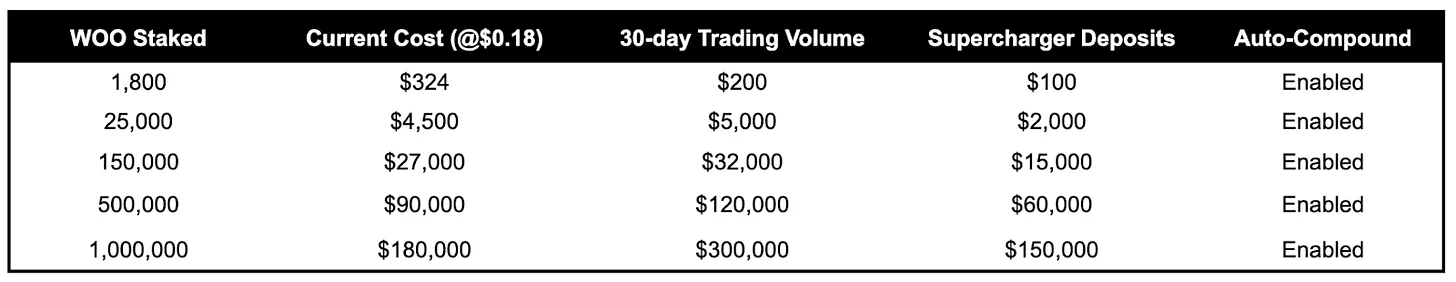 WOO Staked Current Cost (@$0.18) 30-day Trading Volume Supercharger Deposits Auto-Compound
1,800 $324 $200 $100 Enabled
25,000 $4,500 $5,000 $2,000 Enabled
150,000 $27,000 $32,000 $15,000 Enabled
500,000 $90,000 $120,000 $60,000 Enabled
1,000,000 $180,000 $300,000 $150,000 Enabled